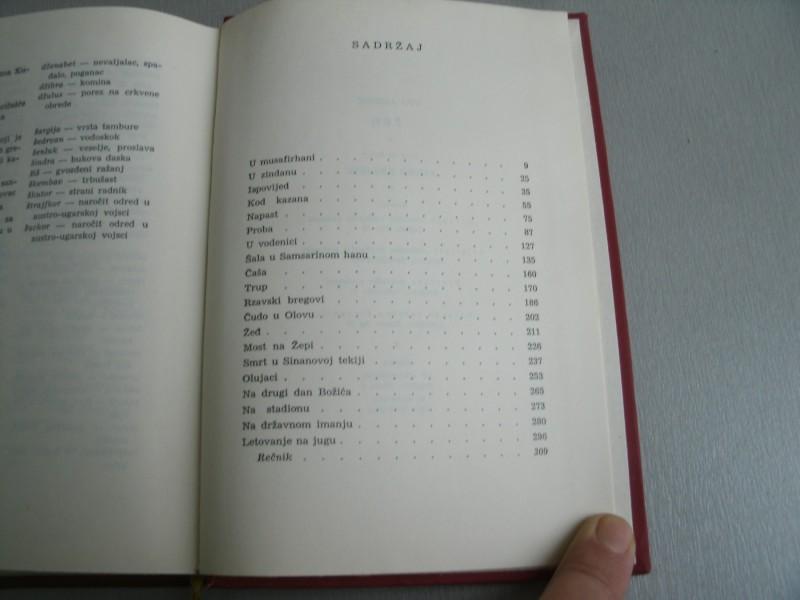 dženabet — nevaljalac, spa-
dalo, poganac
džibra — komina
džulus — porez na crkvene
obrede
šargija — vrsta tambure
šedrvan — vodoskok
šenluk — veselje, proslava
šindra — bukova daska
šiš — gvozdeni ražanj
škembav — trbušast
strani radnik
štrajfkor — naročit odred u
austro-ugarskoj vojsci
naročit odred u
austro-ugarskoj vojsci
SADRŽAJ
U musafirhani . . . . . . . . . . . 9
U zindanu . . . . . . . . . . . 25
Ispovijed . . . . . . . . . . . 35
Kod kazana . . . . . . . . . . . 55
Napast . . . . . . . . . . . 75
Proba . . . . . . . . . . . 87
U vodenici . . . . . . . . . . . 127
Šala u Samsarinom hanu . . . . . . . . 135
Čaša . . . . . . . . . . . 160
Trup . . . . . . . . . . . 170
Rzavski bregovi . . . . . . . . . . 186
Čudo u Olovu . . . . . . . . . . . 202
Žeđ . . . . . . . . . . . 211
Most na Žepi . . . . . . . . . . . 226
Smrt u Sinanovoj tekiji . . . . . . . . 237
Olujaci . . . . . . . . . . . 253
Na drugi dan Božića . . . . . . . . . 265
Na stadionu . . . . . . . . . . . 273
Na državnom imanju . . . . . . . . . 280
Letovanje na jugu . . . . . . . . . . 296
Rečnik . . . . . . . . . . . 309